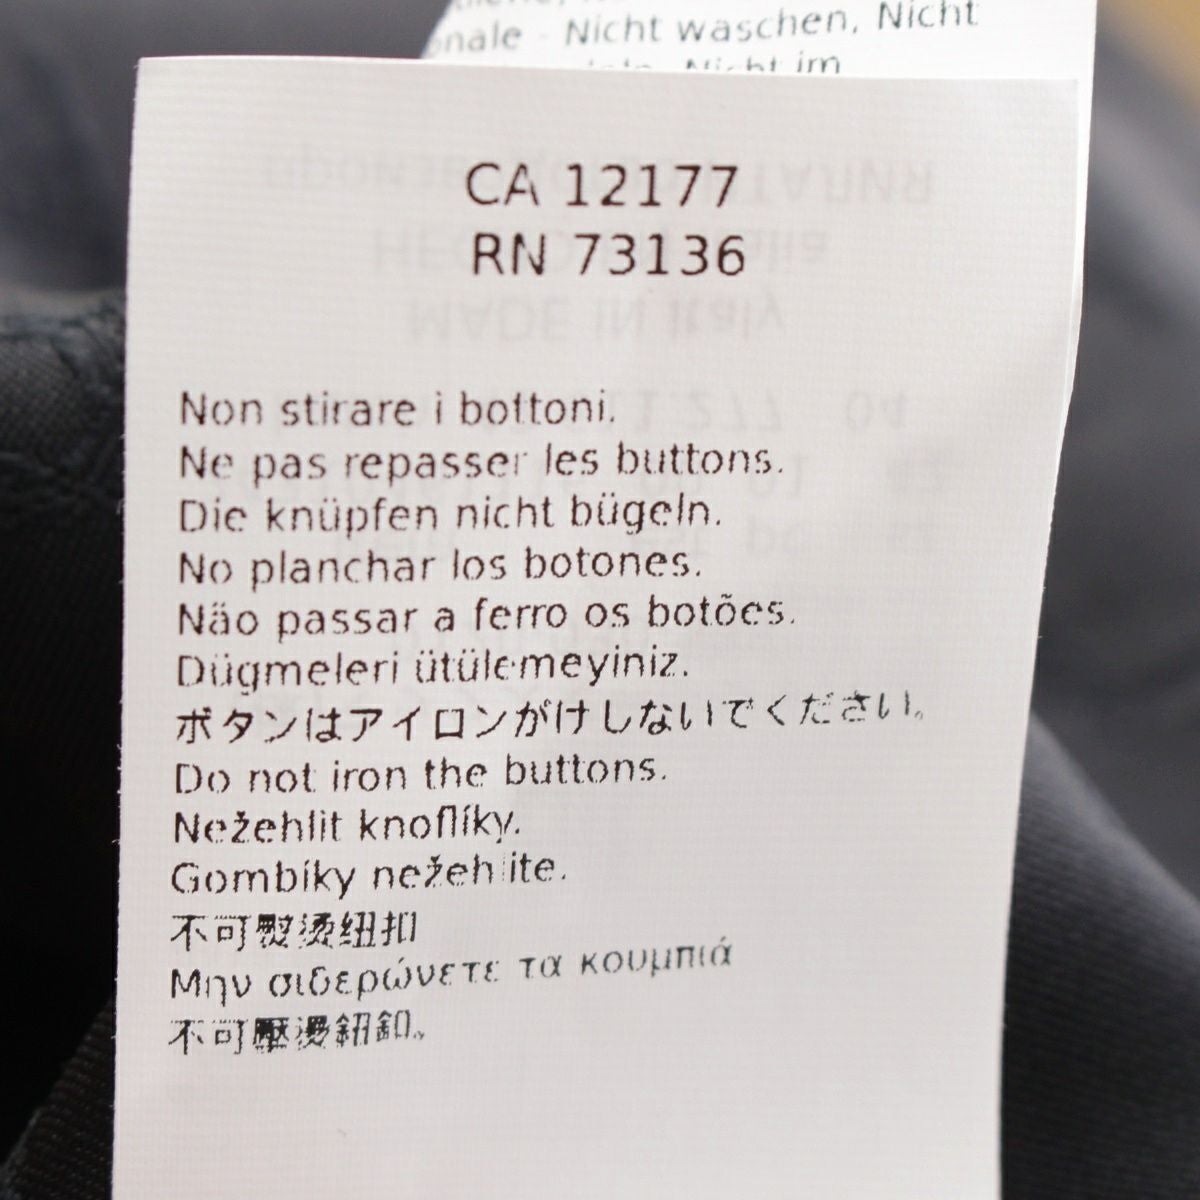 Nicht waschen, Nicht
Nicht im
CA 12177
RN 73136
Non stirare i bottoni.
Ne pas repasser les buttons.
Die knüpfen nicht bügeln.
No planchar los botones.
Não passar a ferro os botões.
Dügmeleri ütülemeyiniz.
ボタンはアイロンがけしないでください。
Do not iron the buttons.
Nežehlit knoflíky.
Gombíky nežehlite.
不可熨烫纽扣
Μην σιδερώνετε τα κουμπιά
不可壓燙鈕釦。